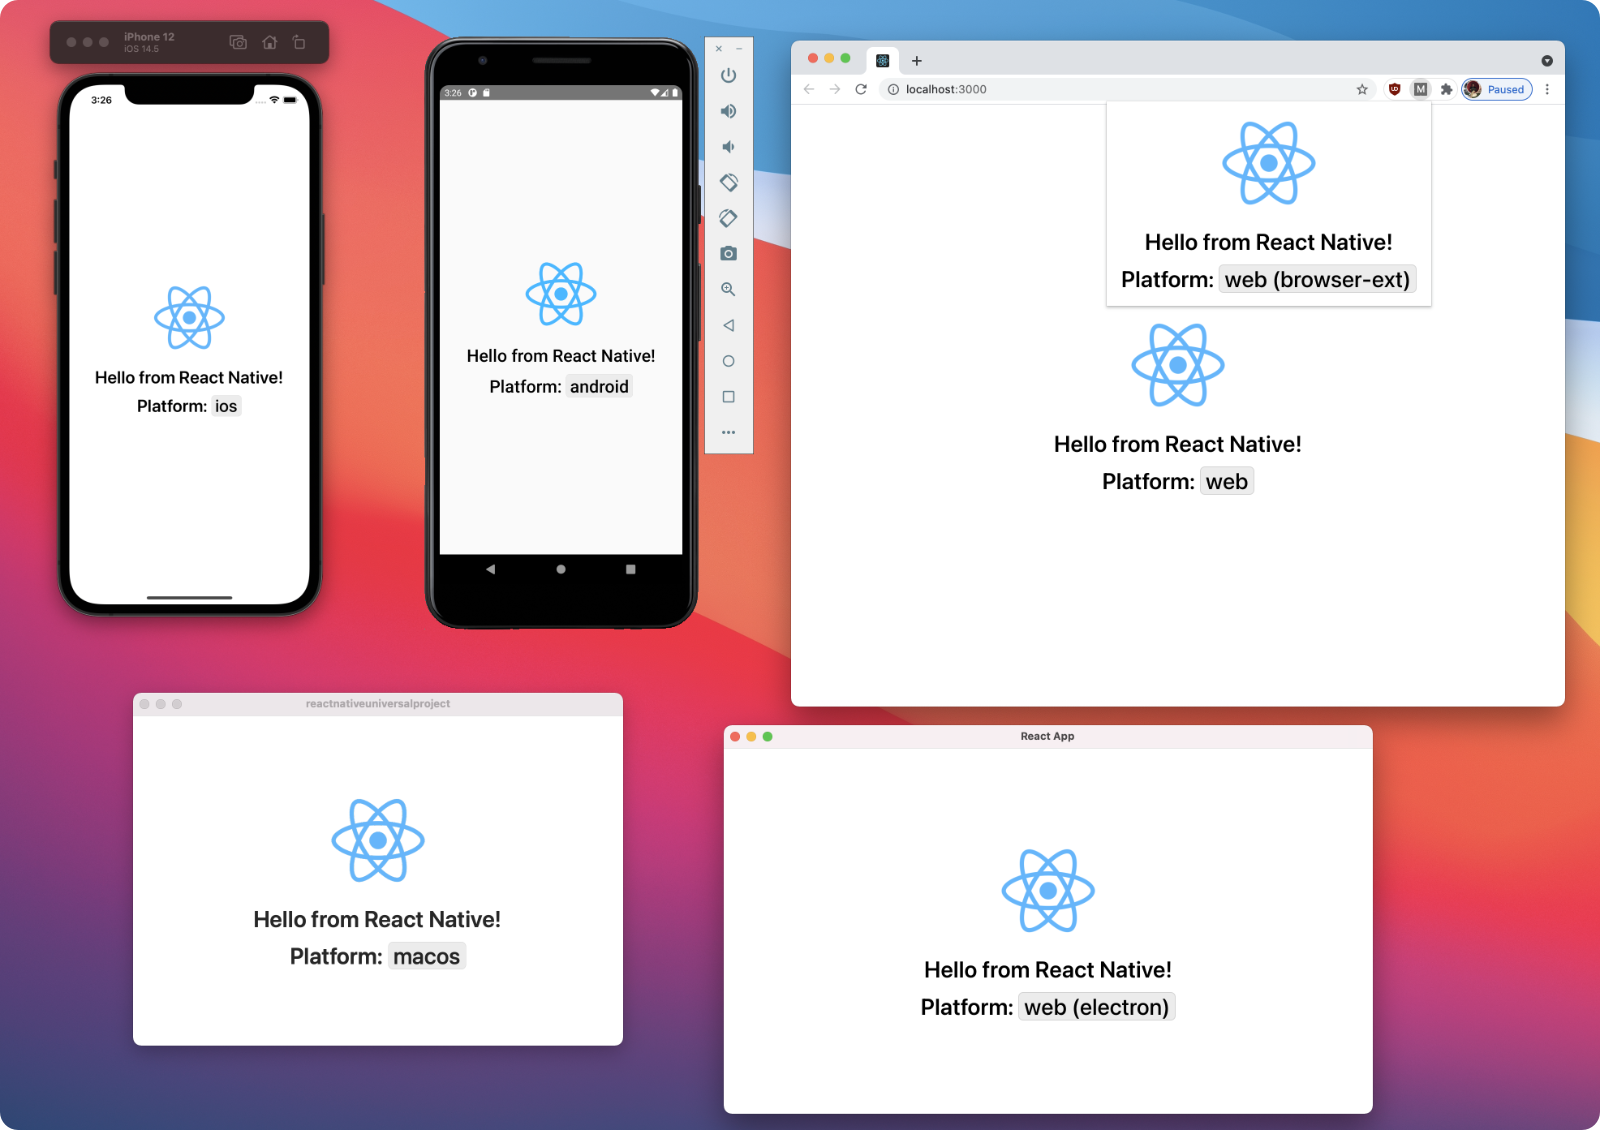 iPhone 12
iOS 14.5
3:26
Hello from React Native!
Platform: ios
3:26
Hello from React Native!
Platform: android
localhost:3000
M
Paused
Hello from React Native!
Platform: web (browser-ext)
Hello from React Native!
Platform: web
reactnativeuniversalproject
Hello from React Native!
Platform: macos
React App
Hello from React Native!
Platform: web (electron)